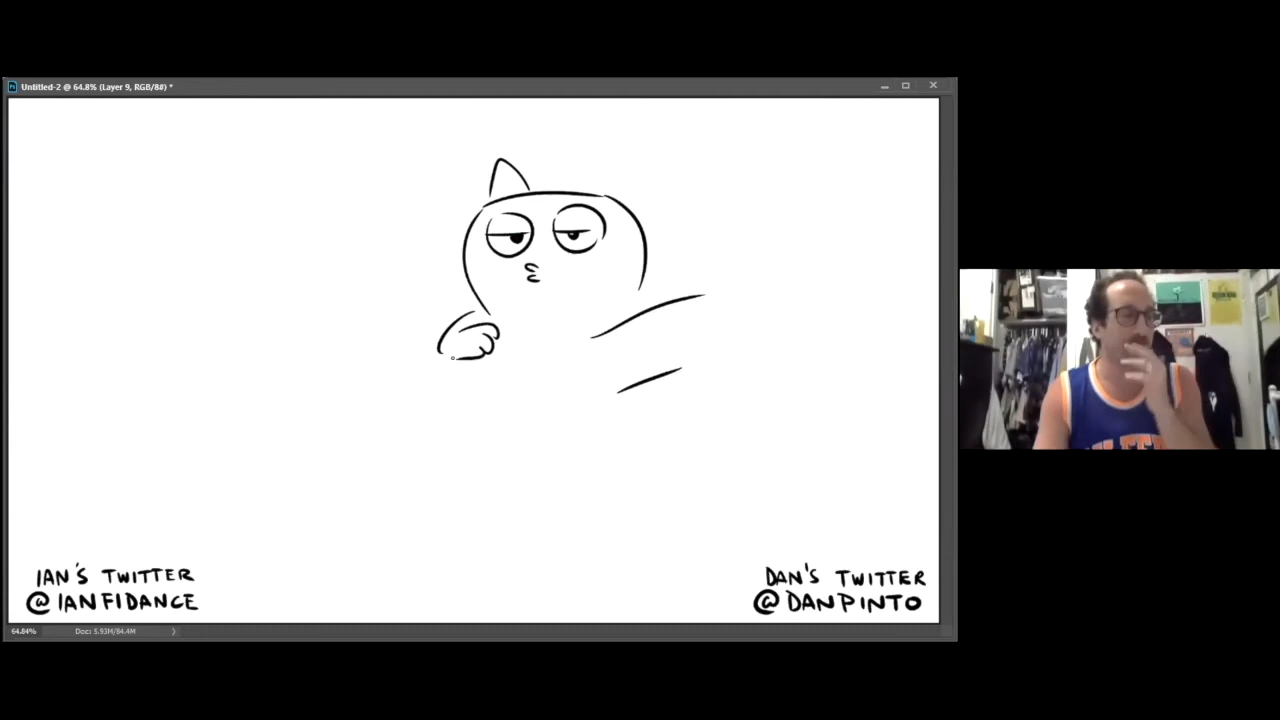 Untitled-2 @ 64.8% (Layer 9, RGB/8#) *
IAN'S TWITTER
@IANFIDANCE
DAN'S TWITTER
@DANPINTO
64.84% Doc: 5.93M/84.4M